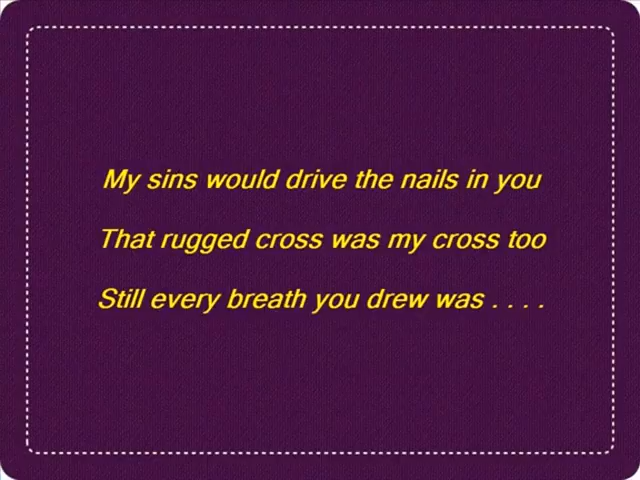 My sins would drive the nails in you
That rugged cross was my cross too
Still every breath you drew was . . . .